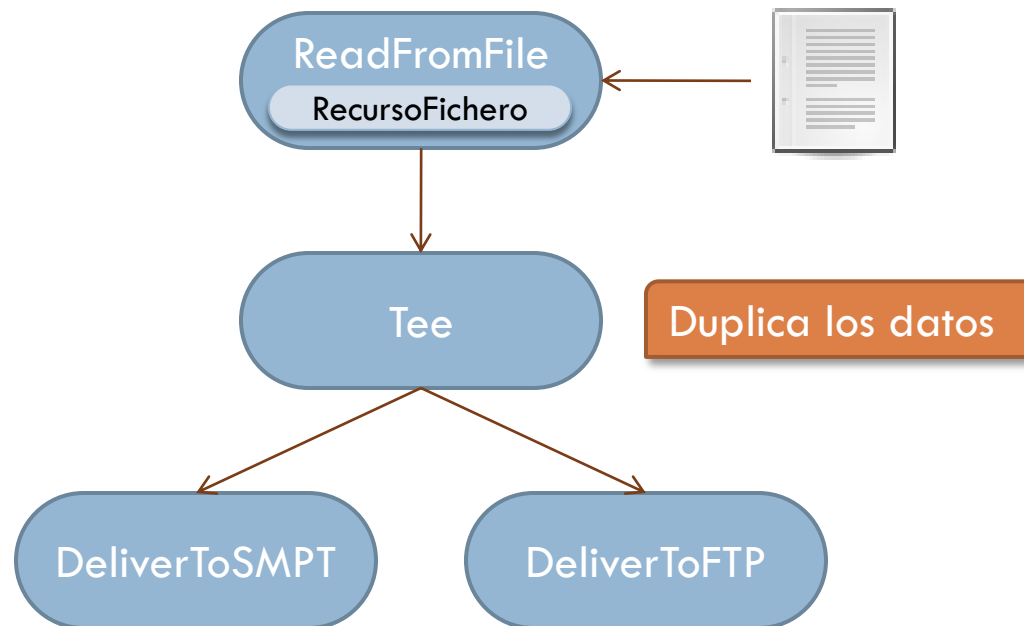 ReadFromFile
RecursoFichero
Tee
Duplica los datos
DeliverToSMPT
DeliverToFTP